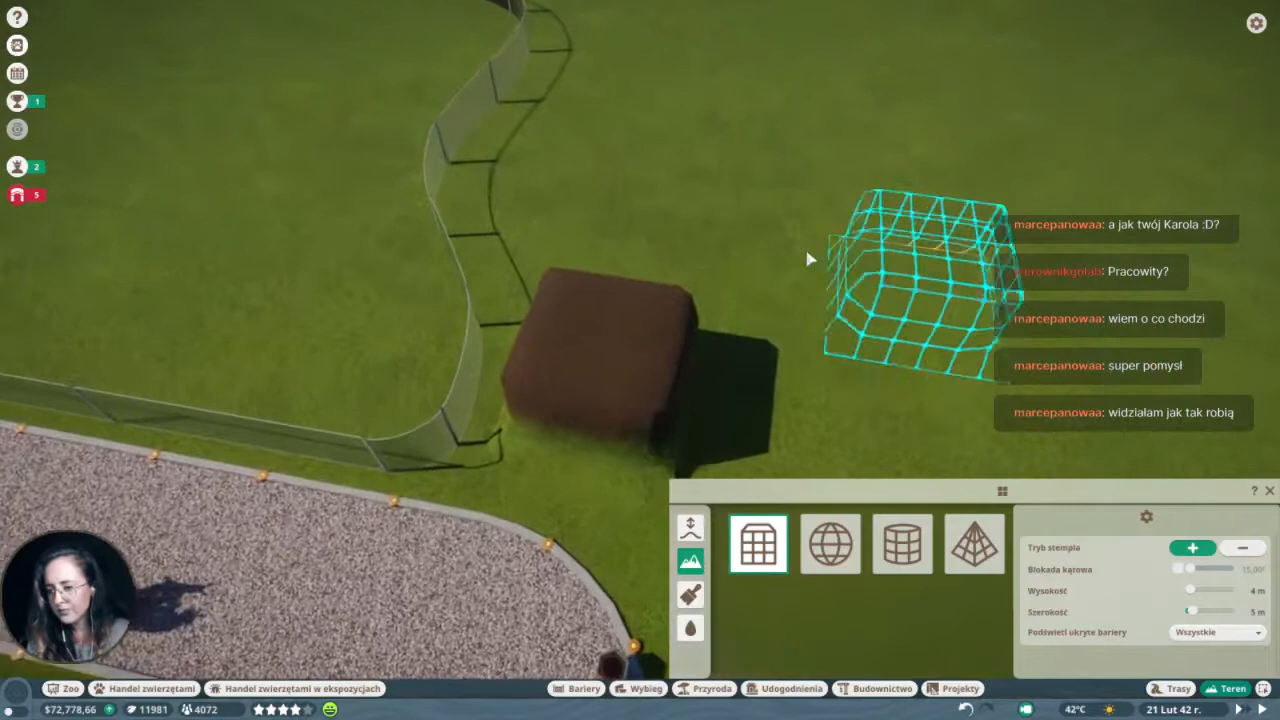 ?
1
2
5
marcepanowaa: a jak twój Karola :D?
: Pracowity?
marcepanowaa: wiem o co chodzi
marcepanowaa: super pomysł
marcepanowaa: widziałam jak tak robią
?
Tryb stempla
Blokada kątowa 15,00°
Wysokość 4 m
Szerokość 5 m
Podświetl ukryte bariery Wszystkie
Zoo Handel zwierzętami Handel zwierzętami w ekspozycjach Bariery Wybieg Przyroda Udogodnienia Budownictwo Projekty Trasy Teren
$72,778,66 11981 4072 42°C 21 Lut 42 r.